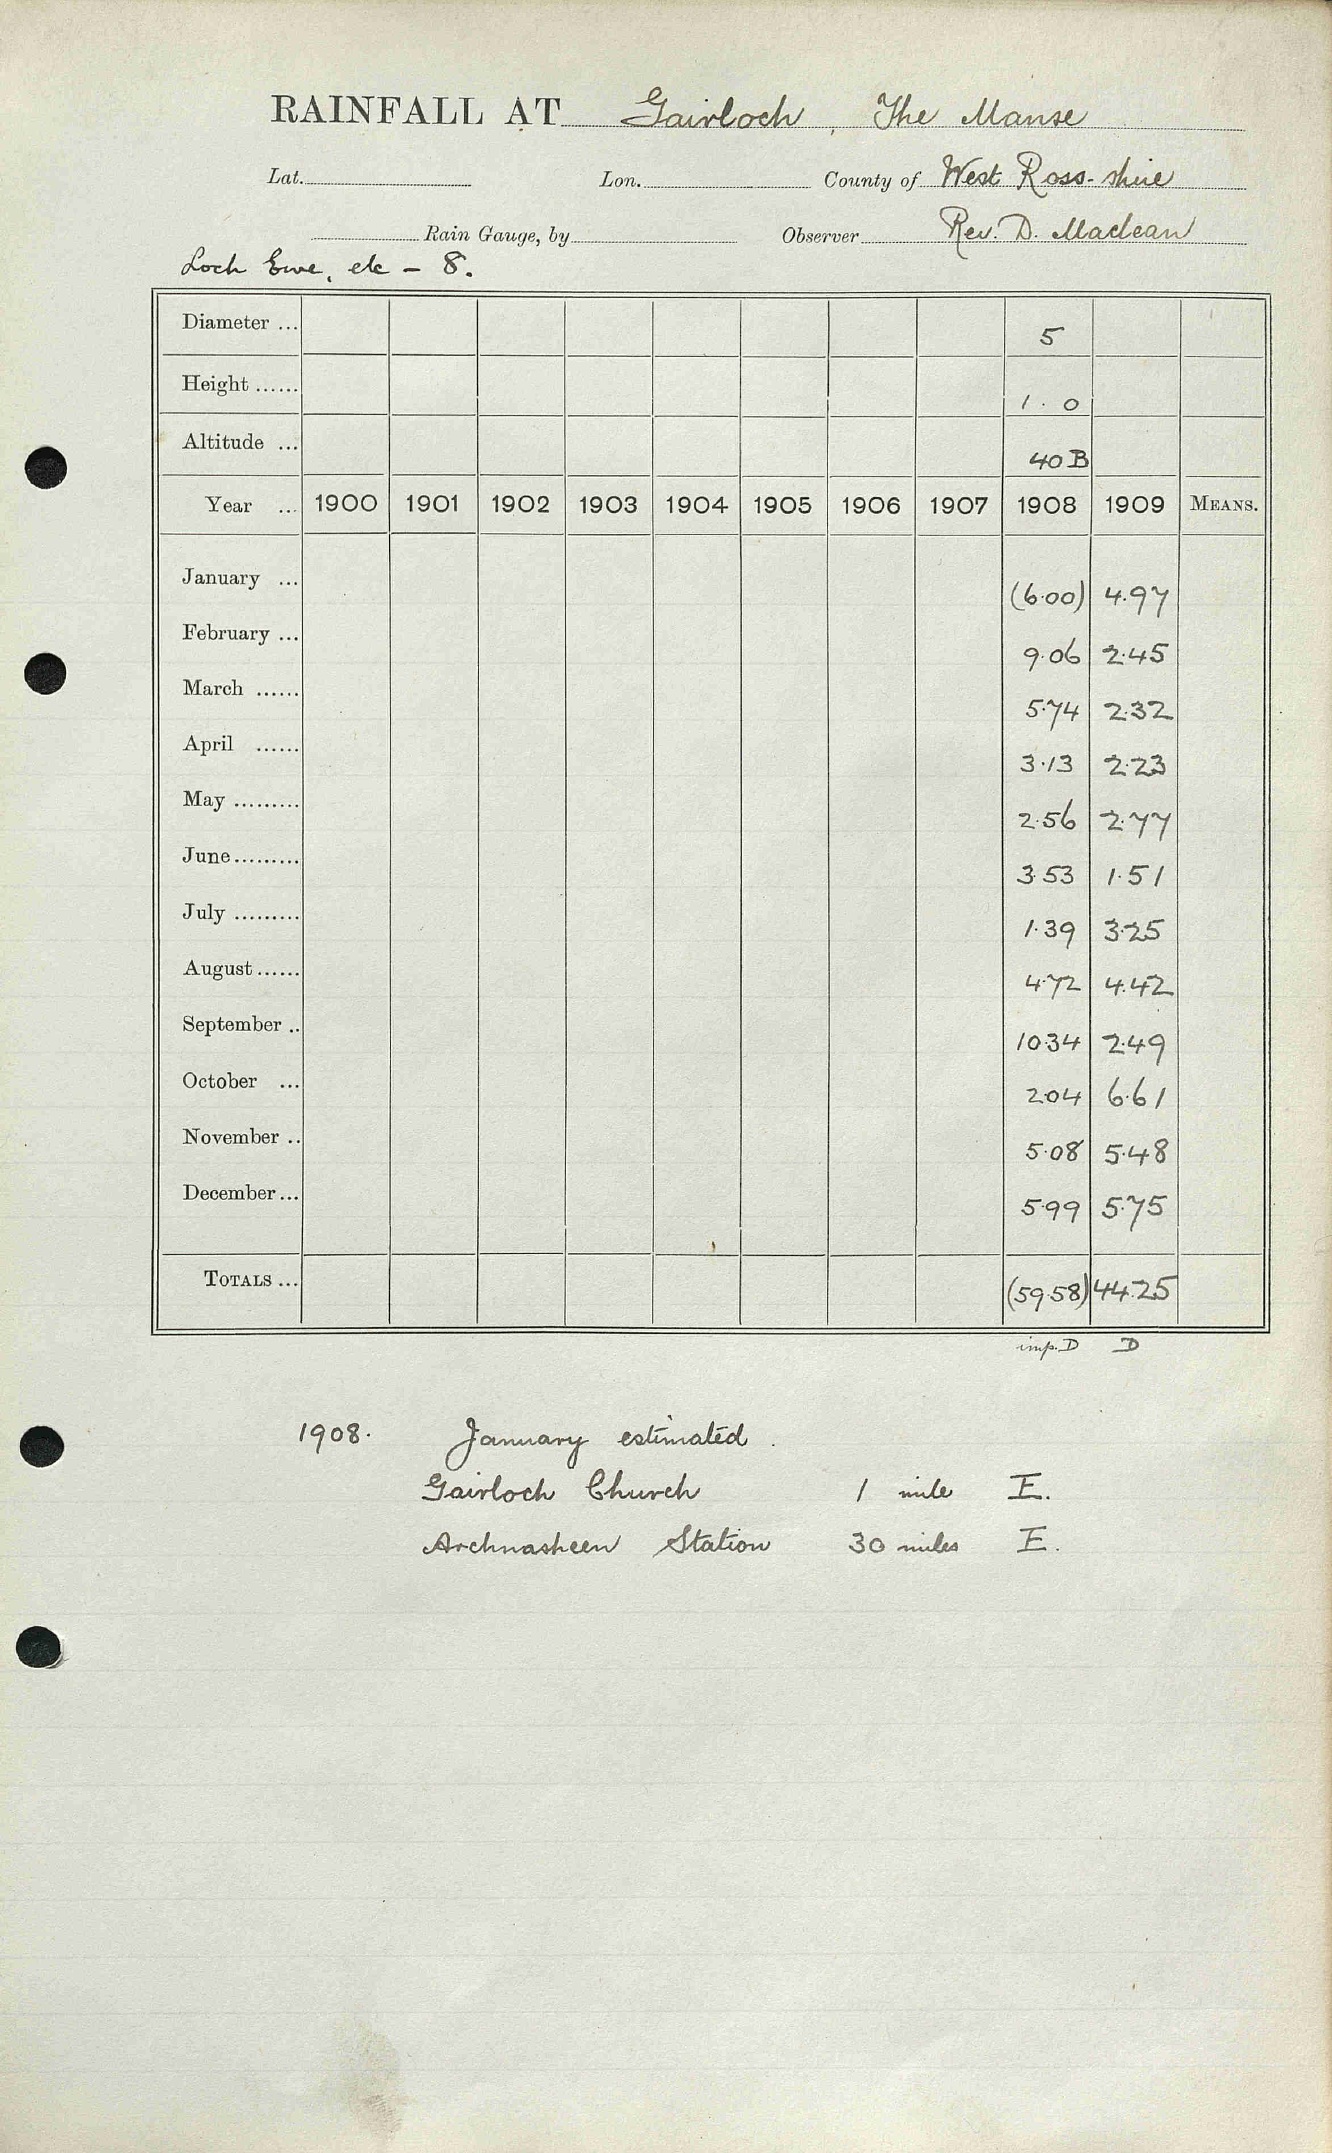 RAINFALL AT Gairloch, The Manse
Lat. Lon. County of West Ross-shire
Rain Gauge, by Observer Rev. D. Maclean
Loch Ewe, etc - 8.
Diameter ... 5
Height ...... 1.0
Altitude ... 40B
Year ... 1900 1901 1902 1903 1904 1905 1906 1907 1908 1909 MEANS.
January ... (6.00) 4.97
February ... 9.06 2.45
March ...... 5.74 2.32
April ...... 3.13 2.23
May ......... 2.56 2.77
June ......... 3.53 1.51
July ......... 1.39 3.25
August ...... 4.72 4.42
September .. 10.34 2.49
October ... 2.04 6.61
November .. 5.08 5.48
December ... 5.99 5.75
TOTALS ... (59.58) 44.25
imp. D D
1908. January estimated.
Gairloch Church 1 mile E.
Archnasheen Station 30 miles E.